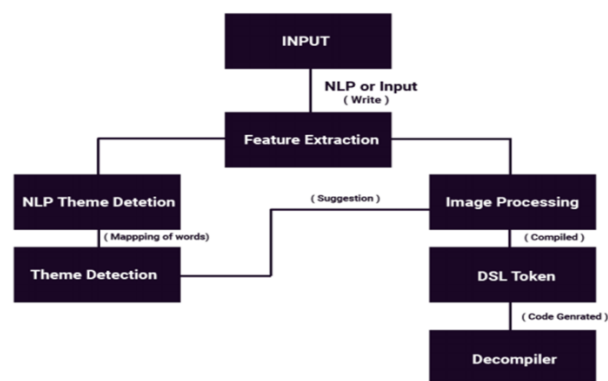 INPUT
NLP or Input
( Write )
Feature Extraction
NLP Theme Detetion
( Suggestion )
Image Processing
( Mappping of words)
( Compiled )
Theme Detection
DSL Token
( Code Genrated )
Decompiler